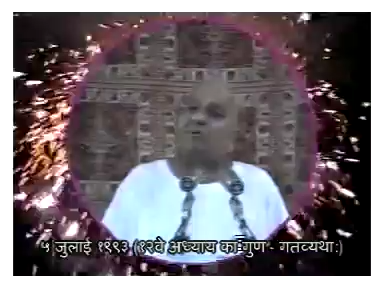 ५ जुलाई १९९३ (१२वे अध्याय का गुण - गतव्यथाः)